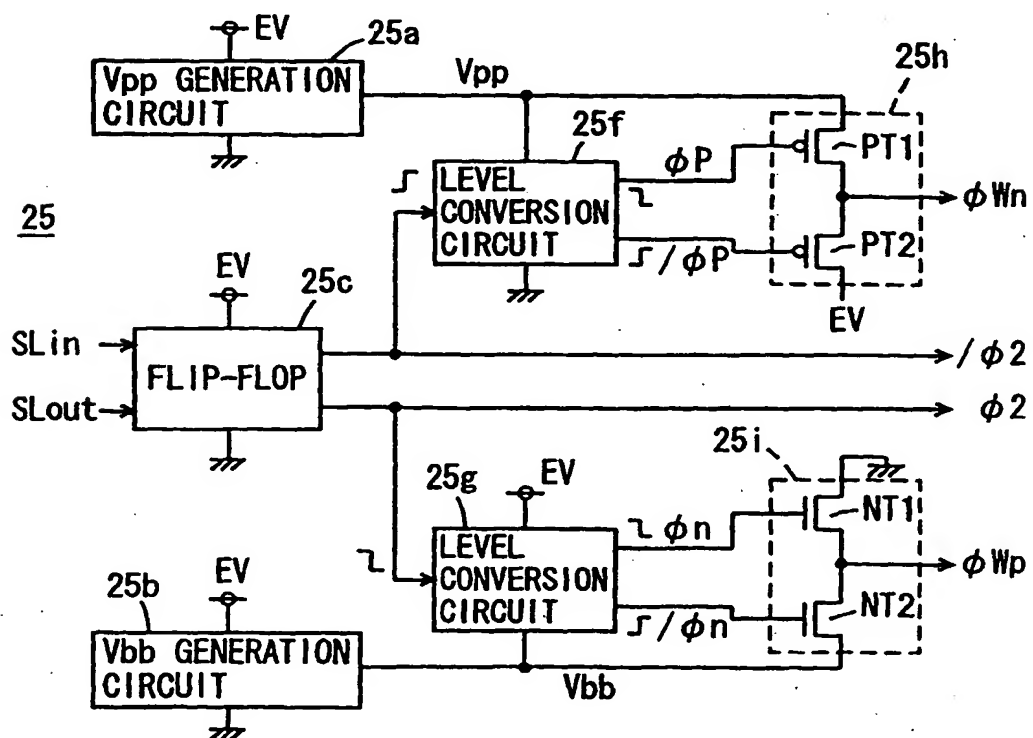 EV
25a
Vpp GENERATION
CIRCUIT
Vpp
25h
25f
LEVEL
CONVERSION
CIRCUIT
φP
/φP
PT1
PT2
φWn
EV
25
EV
25c
SLin
SLout
FLIP-FLOP
/φ2
φ2
25i
25g
EV
LEVEL
CONVERSION
CIRCUIT
φn
/φn
NT1
NT2
φWp
25b
EV
Vbb GENERATION
CIRCUIT
Vbb